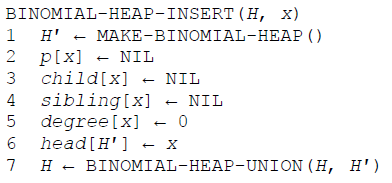 BINOMIAL-HEAP-INSERT(H, x)
1 H' ← MAKE-BINOMIAL-HEAP()
2 p[x] ← NIL
3 child[x] ← NIL
4 sibling[x] ← NIL
5 degree[x] ← 0
6 head[H'] ← x
7 H ← BINOMIAL-HEAP-UNION(H, H')